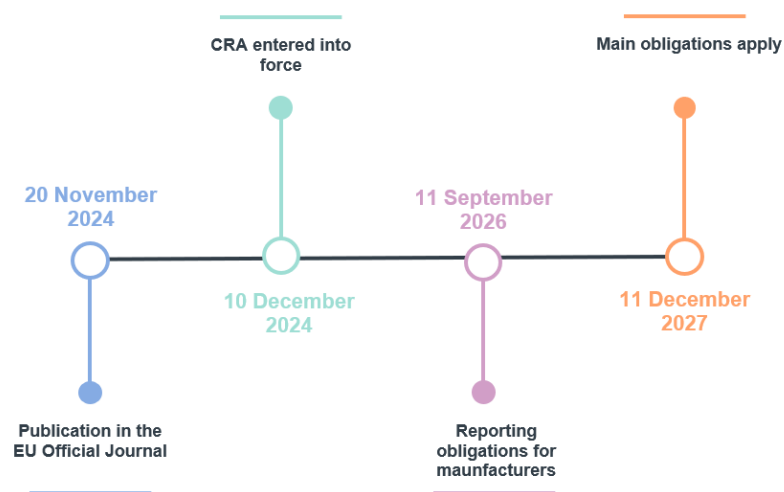 CRA entered into
force
Main obligations apply
20 November
2024
11 September
2026
10 December
2024
11 December
2027
Publication in the
EU Official Journal
Reporting
obligations for
maunfacturers